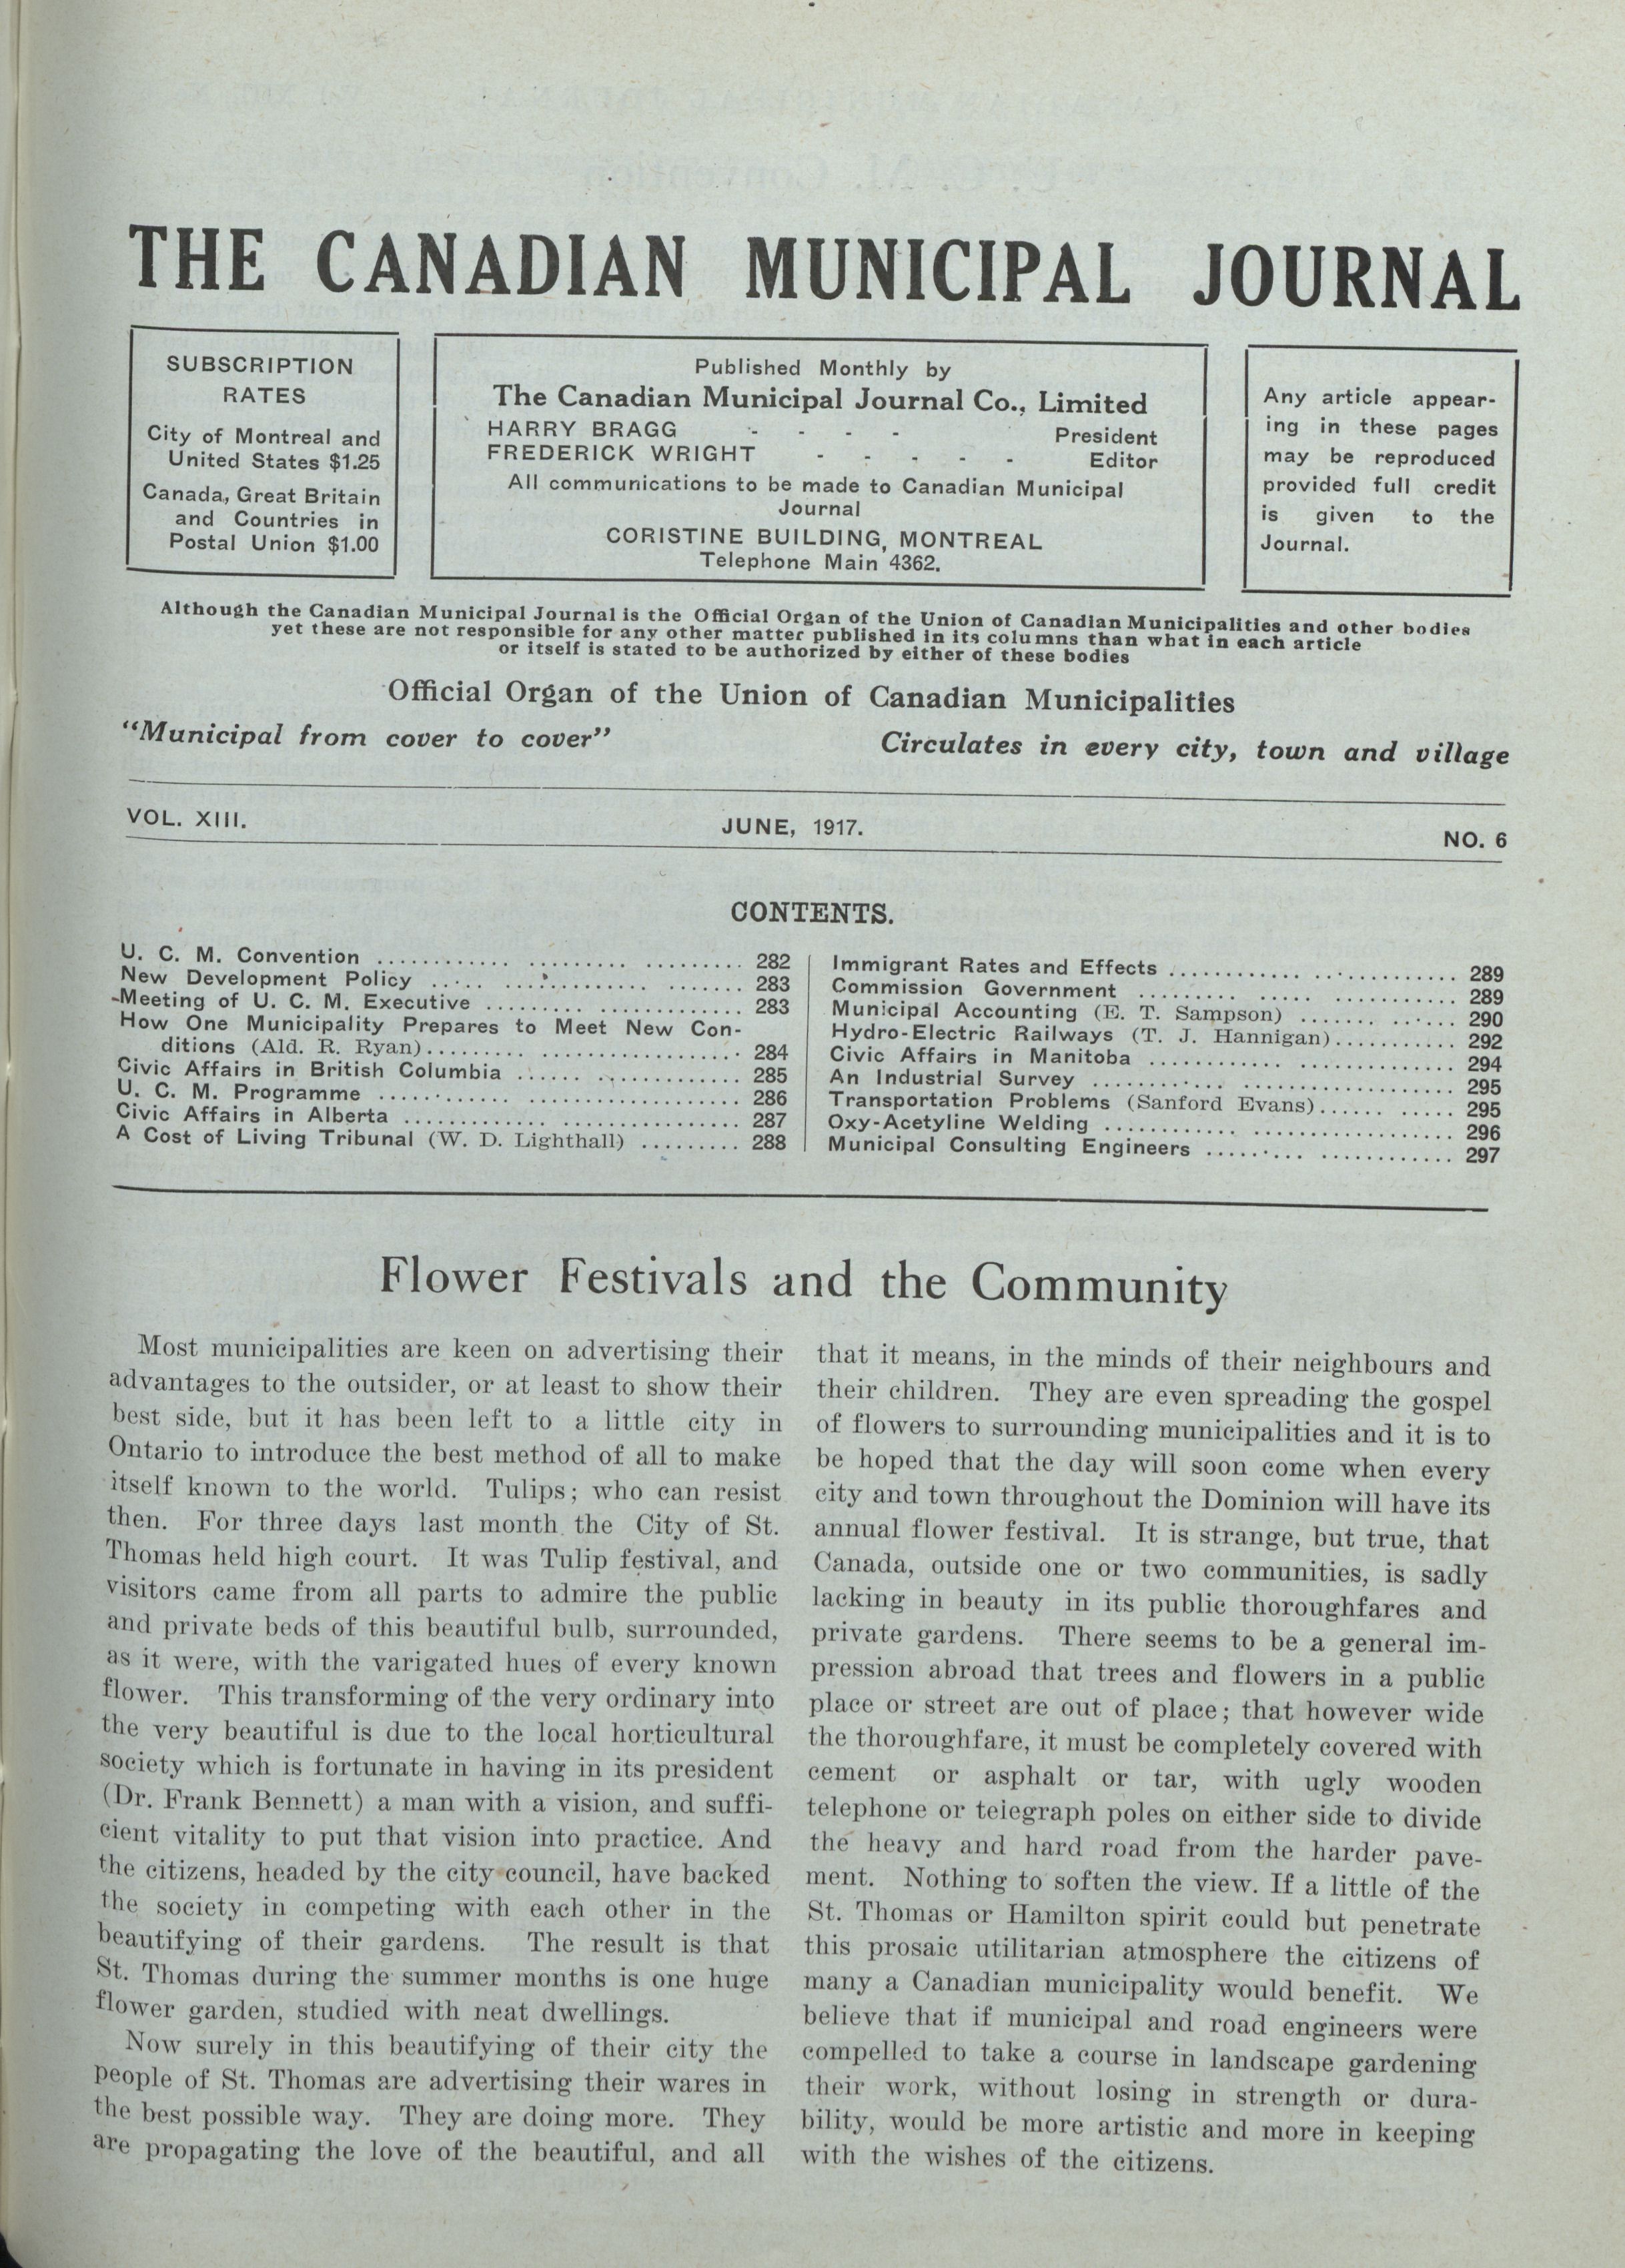 THE CANADIAN MUNICIPAL JOURNAL
SUBSCRIPTION
RATES
City of Montreal and
United States $1.25
Canada, Great Britain
and Countries in
Postal Union $1.00
Published Monthly by
The Canadian Municipal Journal Co., Limited
HARRY BRAGG - - - - President
FREDERICK WRIGHT - - - - - Editor
All communications to be made to Canadian Municipal
Journal
CORISTINE BUILDING, MONTREAL
Telephone Main 4362.
Any article appear-
ing in these pages
may be reproduced
provided full credit
is given to the
Journal.
Although the Canadian Municipal Journal is the Official Organ of the Union of Canadian Municipalities and other bodies
yet these are not responsible for any other matter published in its columns than what in each article
or itself is stated to be authorized by either of these bodies
Official Organ of the Union of Canadian Municipalities
"Municipal from cover to cover" Circulates in every city, town and village
VOL. XIII. JUNE, 1917. NO. 6
CONTENTS.
U. C. M. Convention ............ ......... ......... 282
New Development Policy ..... ............. ....... 283
Meeting of U. C. M. Executive .......... ............. 283
How One Municipality Prepares to Meet New Con-
ditions (Ald. R. Ryan)......... .................. 284
Civic Affairs in British Columbia ...... ............. 285
U. C. M. Programme ............ ................... 286
Civic Affairs in Alberta ............ ................ 287
A Cost of Living Tribunal (W. D. Lighthall) ......... 288
Immigrant Rates and Effects ............ ............. 289
Commission Government ......... ..... ........... 289
Municipal Accounting (E. T. Sampson) ....... ...... 290
Hydro-Electric Railways (T. J. Hannigan)........... 292
Civic Affairs in Manitoba ............ .............. 294
An Industrial Survey ............ ................... 295
Transportation Problems (Sanford Evans)...... ..... 295
Oxy-Acetyline Welding ............ .................. 296
Municipal Consulting Engineers ......... ............ 297
Flower Festivals and the Community
Most municipalities are keen on advertising their
advantages to the outsider, or at least to show their
best side, but it has been left to a little city in
Ontario to introduce the best method of all to make
itself known to the world. Tulips; who can resist
then. For three days last month the City of St.
Thomas held high court. It was Tulip festival, and
visitors came from all parts to admire the public
and private beds of this beautiful bulb, surrounded,
as it were, with the varigated hues of every known
flower. This transforming of the very ordinary into
the very beautiful is due to the local horticultural
society which is fortunate in having in its president
(Dr. Frank Bennett) a man with a vision, and suffi-
cient vitality to put that vision into practice. And
the citizens, headed by the city council, have backed
the society in competing with each other in the
beautifying of their gardens. The result is that
St. Thomas during the summer months is one huge
flower garden, studied with neat dwellings.
Now surely in this beautifying of their city the
people of St. Thomas are advertising their wares in
the best possible way. They are doing more. They
are propagating the love of the beautiful, and all
that it means, in the minds of their neighbours and
their children. They are even spreading the gospel
of flowers to surrounding municipalities and it is to
be hoped that the day will soon come when every
city and town throughout the Dominion will have its
annual flower festival. It is strange, but true, that
Canada, outside one or two communities, is sadly
lacking in beauty in its public thoroughfares and
private gardens. There seems to be a general im-
pression abroad that trees and flowers in a public
place or street are out of place; that however wide
the thoroughfare, it must be completely covered with
cement or asphalt or tar, with ugly wooden
telephone or teiegraph poles on either side to divide
the heavy and hard road from the harder pave-
ment. Nothing to soften the view. If a little of the
St. Thomas or Hamilton spirit could but penetrate
this prosaic utilitarian atmosphere the citizens of
many a Canadian municipality would benefit. We
believe that if municipal and road engineers were
compelled to take a course in landscape gardening
their work, without losing in strength or dura-
bility, would be more artistic and more in keeping
with the wishes of the citizens.